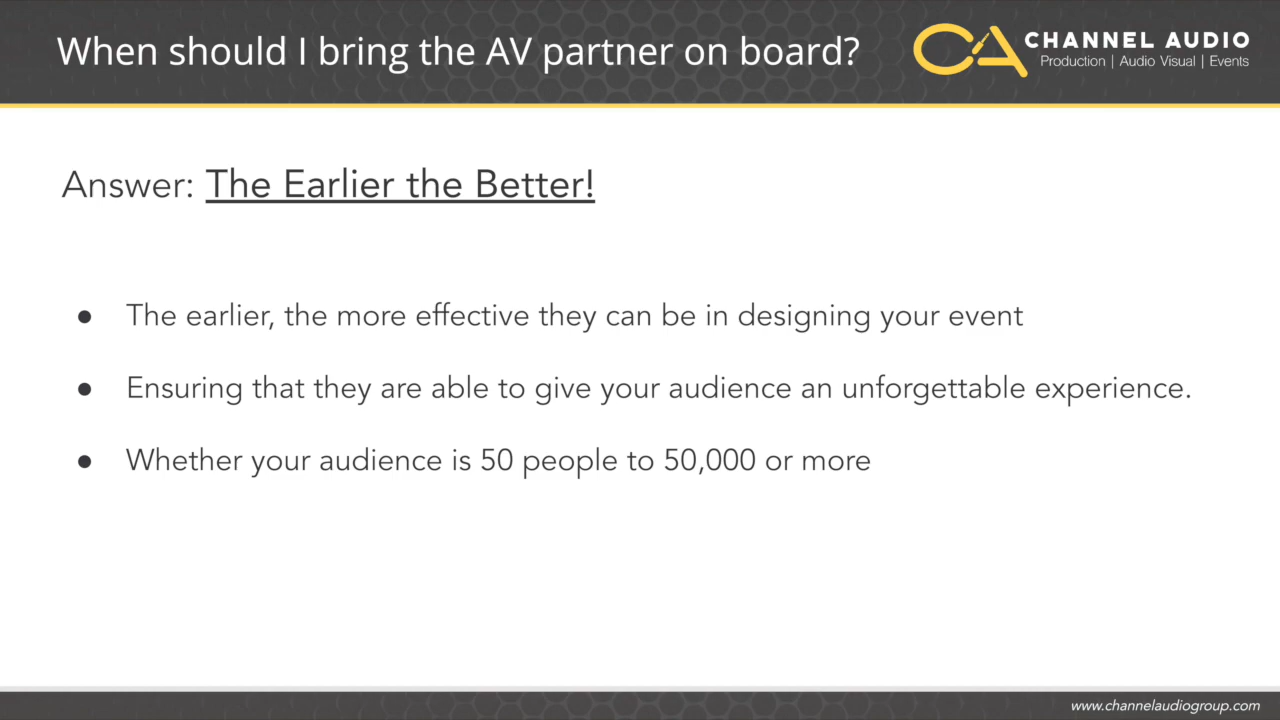 When should I bring the AV partner on board?
CHANNEL AUDIO
Production | Audio Visual | Events
Answer: The Earlier the Better!
● The earlier, the more effective they can be in designing your event
● Ensuring that they are able to give your audience an unforgettable experience.
● Whether your audience is 50 people to 50,000 or more
www.channelaudiogroup.com